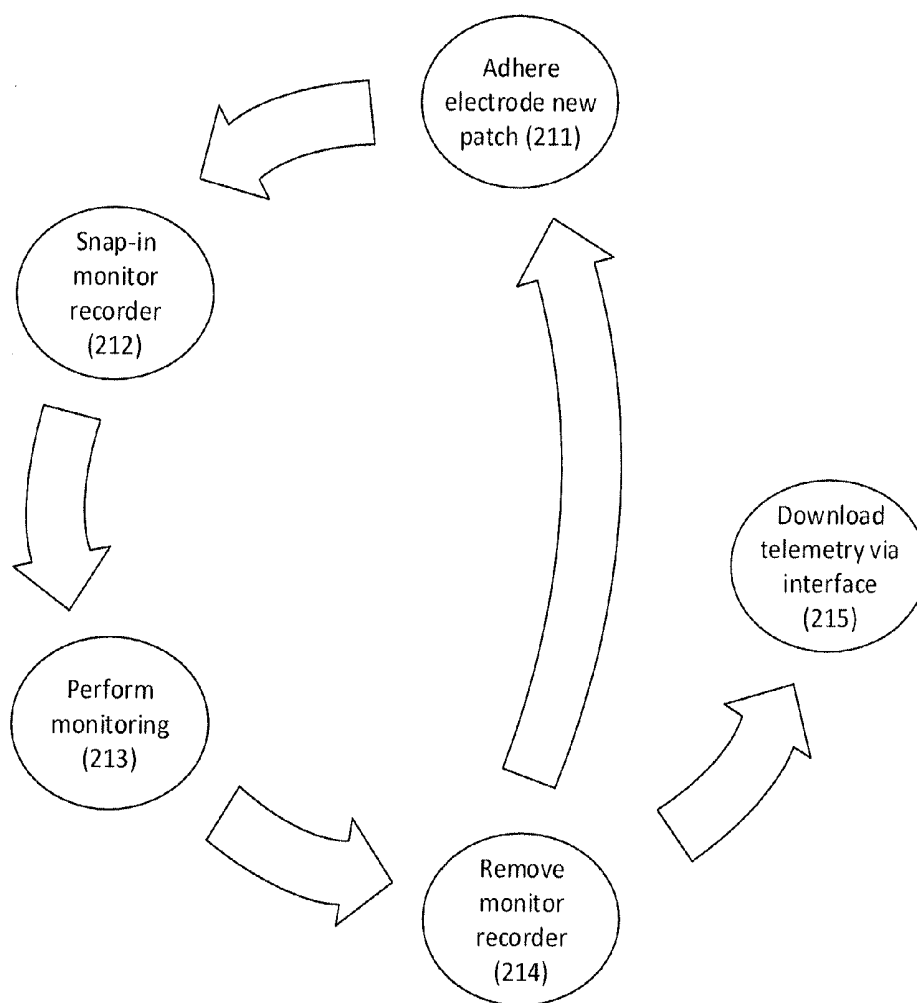 Adhere
electrode new
patch (211)
Snap-in
monitor
recorder
(212)
Perform
monitoring
(213)
Remove
monitor
recorder
(214)
Download
telemetry via
interface
(215)